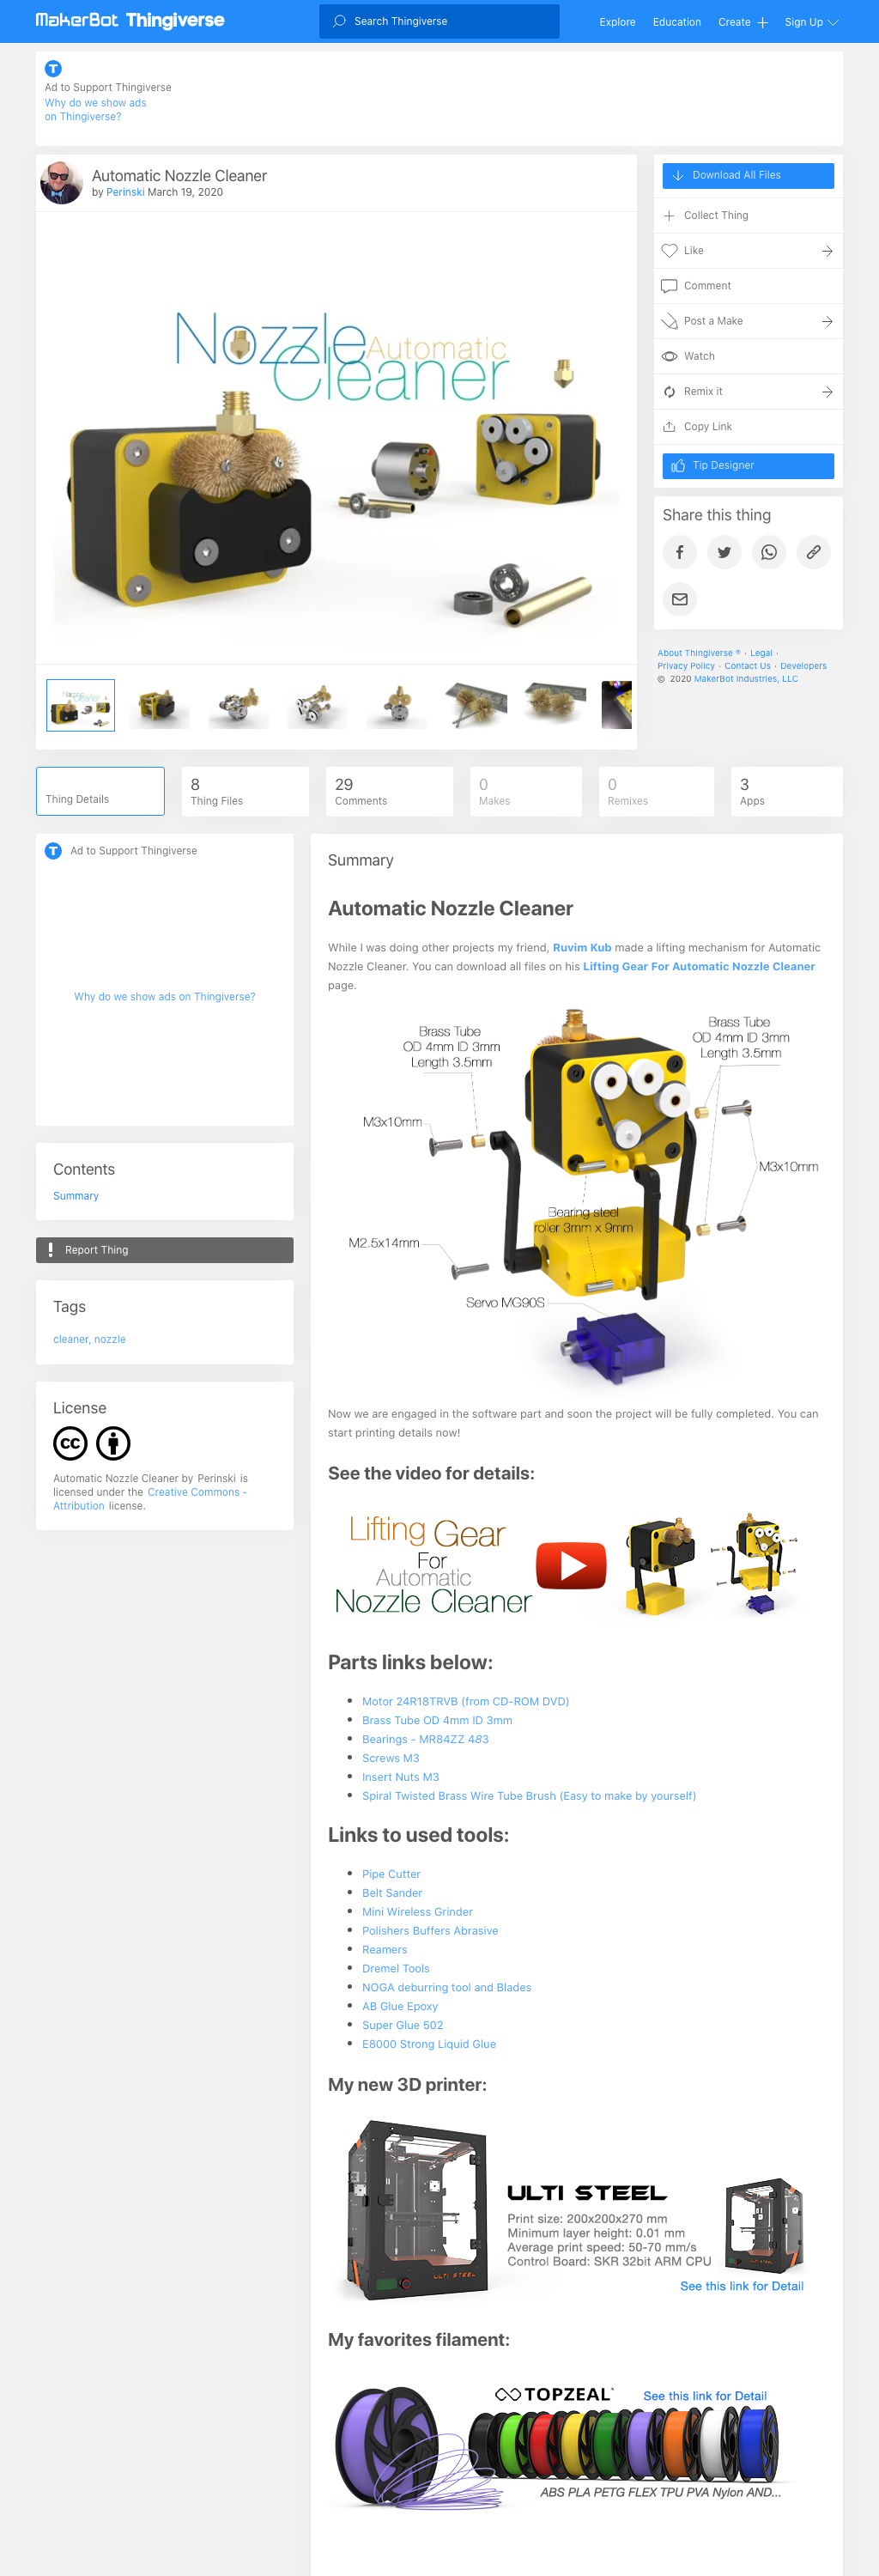 MakerBot Thingiverse
Search Thingiverse
Explore
Education
Create
Sign Up
Ad to Support Thingiverse
Why do we show ads
on Thingiverse?
Automatic Nozzle Cleaner
by Perinski March 19, 2020
Nozzle Automatic
Cleaner
Download All Files
Collect Thing
Like
Comment
Post a Make
Watch
Remix it
Copy Link
Tip Designer
Share this thing
About Thingiverse ® · Legal ·
Privacy Policy · Contact Us · Developers
© 2020 MakerBot Industries, LLC
Thing Details
8
Thing Files
29
Comments
0
Makes
0
Remixes
3
Apps
Ad to Support Thingiverse
Why do we show ads on Thingiverse?
Contents
Summary
Report Thing
Tags
cleaner, nozzle
License
cc
Automatic Nozzle Cleaner by Perinski is
licensed under the Creative Commons -
Attribution license.
Summary
Automatic Nozzle Cleaner
While I was doing other projects my friend, Ruvim Kub made a lifting mechanism for Automatic
Nozzle Cleaner. You can download all files on his Lifting Gear For Automatic Nozzle Cleaner
page.
Brass Tube
OD 4mm ID 3mm
Length 3.5mm
Brass Tube
OD 4mm ID 3mm
Length 3.5mm
M3x10mm
M3x10mm
Bearing steel
roller 3mm x 9mm
M2.5x14mm
Servo MG90S
Now we are engaged in the software part and soon the project will be fully completed. You can
start printing details now!
See the video for details:
Lifting Gear
For
Automatic
Nozzle Cleaner
Parts links below:
Motor 24R18TRVB (from CD-ROM DVD)
Brass Tube OD 4mm ID 3mm
Bearings - MR84ZZ 483
Screws M3
Insert Nuts M3
Spiral Twisted Brass Wire Tube Brush (Easy to make by yourself)
Links to used tools:
Pipe Cutter
Belt Sander
Mini Wireless Grinder
Polishers Buffers Abrasive
Reamers
Dremel Tools
NOGA deburring tool and Blades
AB Glue Epoxy
Super Glue 502
E8000 Strong Liquid Glue
My new 3D printer:
ULTI STEEL
ULTI STEEL
Print size: 200x200x270 mm
Minimum layer height: 0.01 mm
Average print speed: 50-70 mm/s
Control Board: SKR 32bit ARM CPU
See this link for Detail
My favorites filament:
TOPZEAL
See this link for Detail
ABS PLA PETG FLEX TPU PVA Nylon AND...